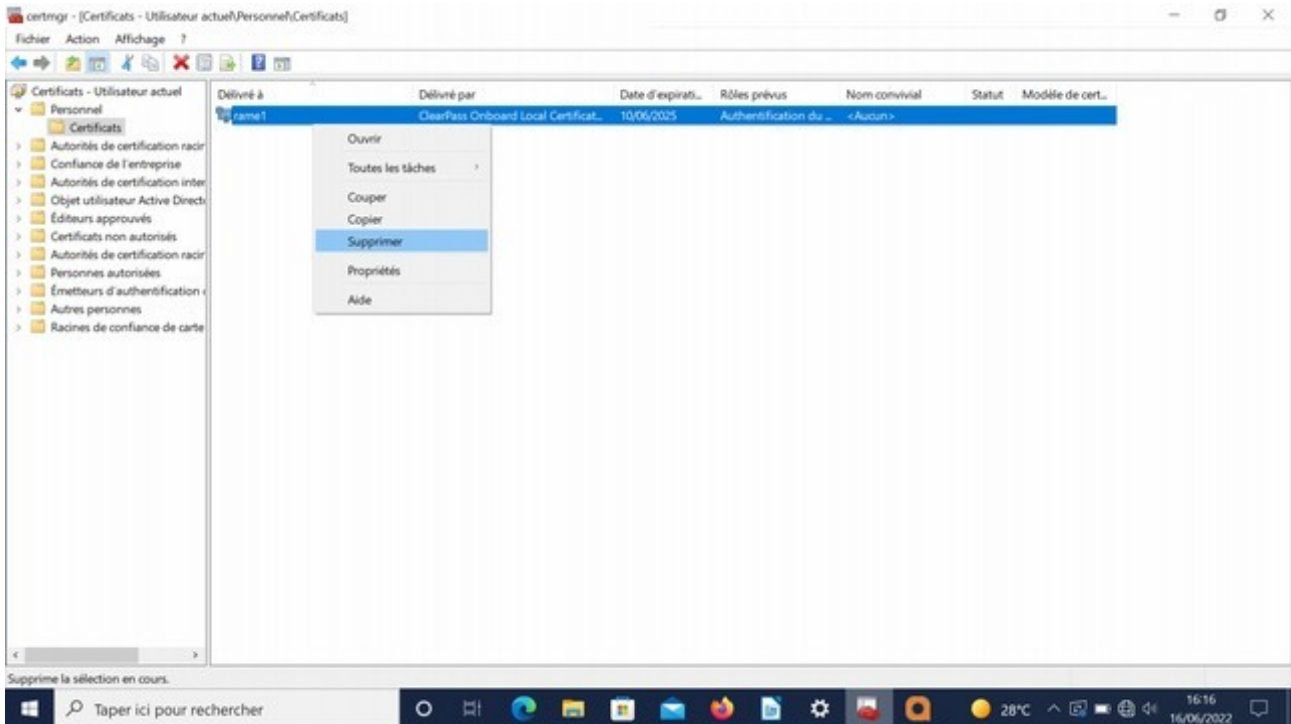 certmgr - [Certificats - Utilisateur actuel\Personnel\Certificats]
Fichier Action Affichage ?
Certificats - Utilisateur actuel
Personnel
Certificats
Autorités de certification racir
Confiance de l'entreprise
Autorités de certification inter
Objet utilisateur Active Directo
Éditeurs approuvés
Certificats non autorisés
Autorités de certification racir
Personnes autorisées
Émetteurs d'authentification
Autres personnes
Racines de confiance de carte
Délivré à Délivré par Date d'expirati... Rôles prévus Nom convivial Statut Modèle de cert...
rame1 ClearPass Onboard Local Certificat... 10/06/2025 Authentification du ... <Aucun>
Ouvrir
Toutes les tâches
Couper
Copier
Supprimer
Propriétés
Aide
Supprime la sélection en cours.
Taper ici pour rechercher
28°C
16:16
16/06/2022